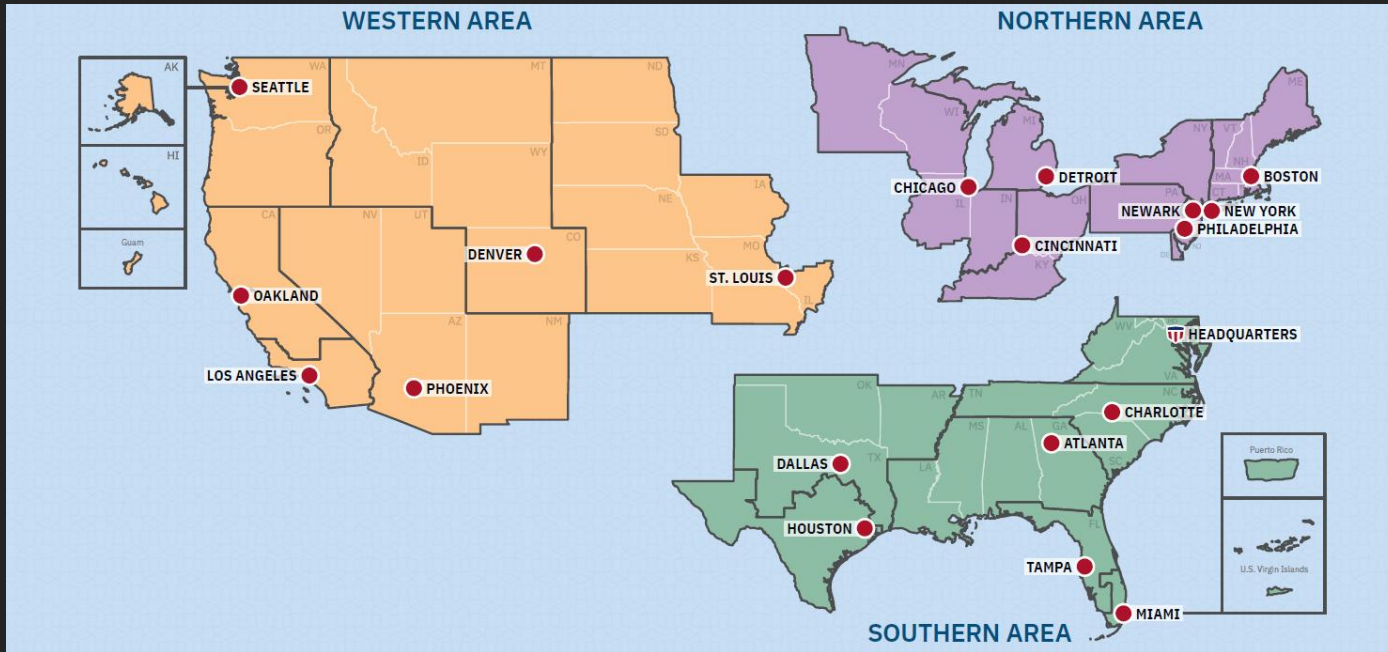 WESTERN AREA
NORTHERN AREA
AK
HI
Guam
WA
OR
CA
NV
ID
MT
WY
UT
AZ
NM
CO
ND
SD
NE
KS
IA
MO
IL
SEATTLE
OAKLAND
LOS ANGELES
PHOENIX
DENVER
ST. LOUIS
MN
WI
MI
IL
IN
OH
KY
PA
NY
VT
NH
ME
MA
CT
CHICAGO
DETROIT
CINCINNATI
BOSTON
NEWARK
NEW YORK
PHILADELPHIA
WV
VA
HEADQUARTERS
OK
AR
TN
NC
TX
LA
MS
AL
GA
SC
FL
CHARLOTTE
ATLANTA
DALLAS
HOUSTON
TAMPA
MIAMI
Puerto Rico
U.S. Virgin Islands
SOUTHERN AREA